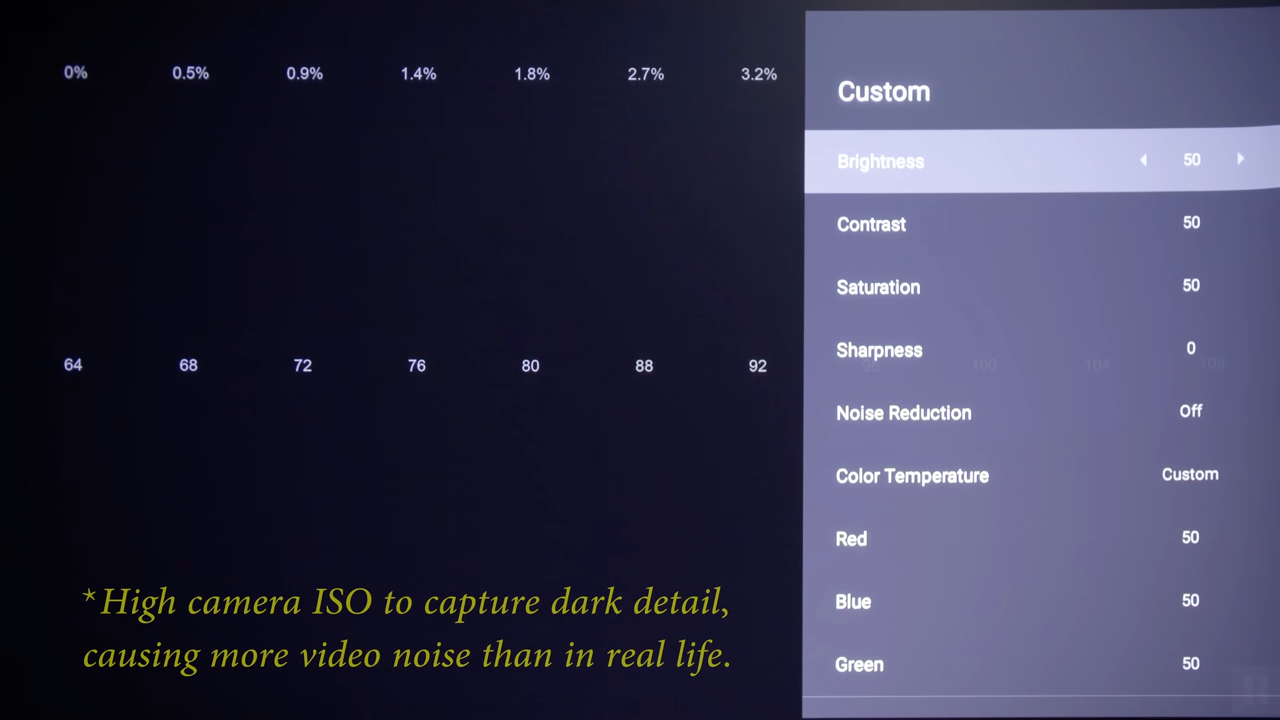 0% 0.5% 0.9% 1.4% 1.8% 2.7% 3.2%
64 68 72 76 80 88 92
Custom
Brightness 50
Contrast 50
Saturation 50
Sharpness 0
100 104
Noise Reduction Off
Color Temperature Custom
Red 50
Blue 50
Green 50
*High camera ISO to capture dark detail,
causing more video noise than in real life.